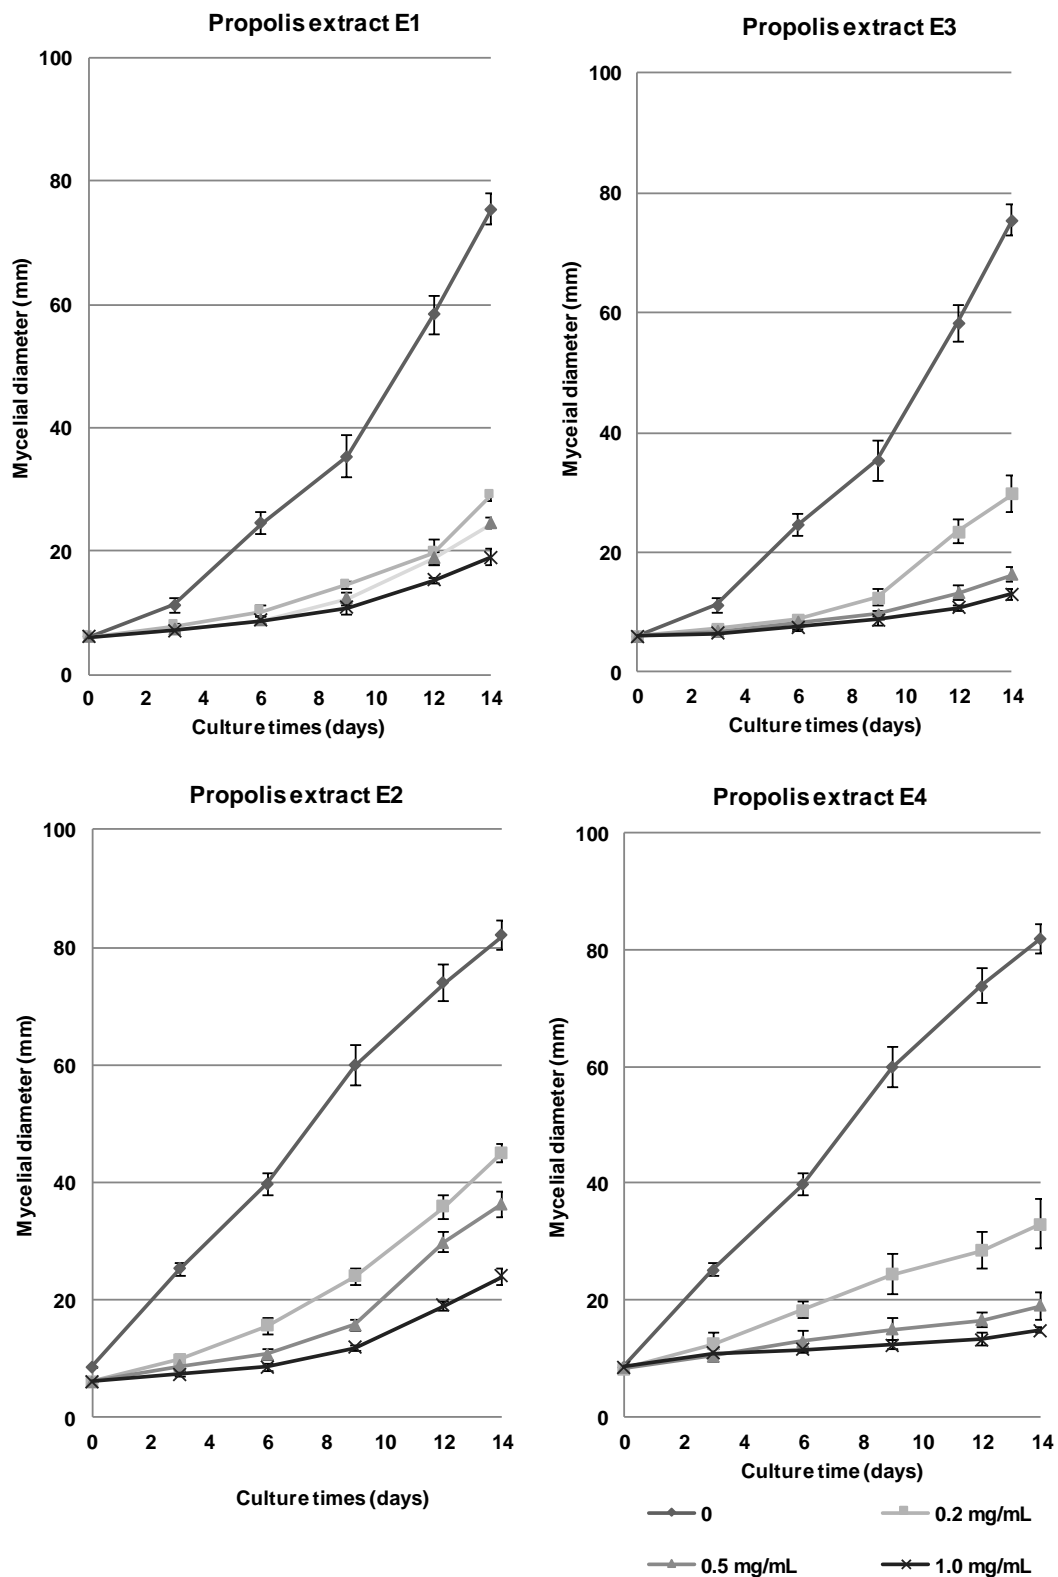 Propolis extract E1
100
80
60
40
20
0
Mycelial diameter (mm)
0 2 4 6 8 10 12 14
Culture times (days)
Propolis extract E3
100
80
60
40
20
0
Myceial diameter (mm)
0 2 4 6 8 10 12 14
Culture times (days)
Propolis extract E2
100
80
60
40
20
0
Mycelial diameter (mm)
0 2 4 6 8 10 12 14
Culture times (days)
Propolis extract E4
100
80
60
40
20
0
Mycelial diameter (mm)
0 2 4 6 8 10 12 14
Culture time (days)
0 0.2 mg/mL
0.5 mg/mL 1.0 mg/mL